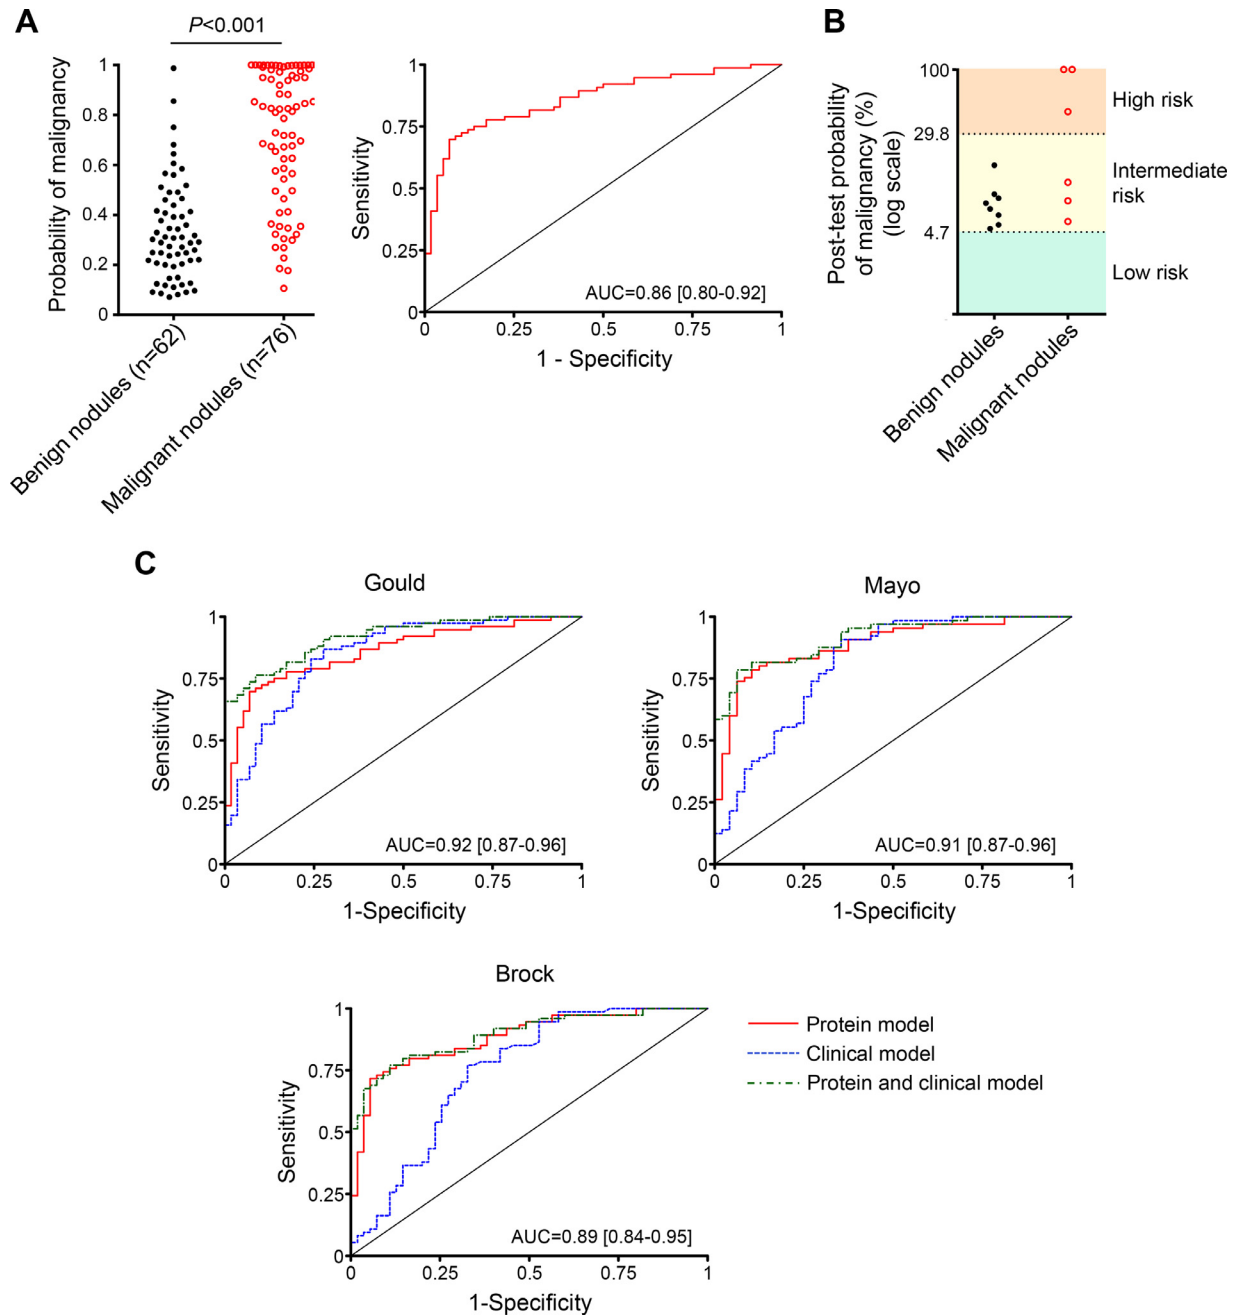 A
P<0.001
Probability of malignancy
1
0.8
0.6
0.4
0.2
0
Benign nodules (n=62)
Malignant nodules (n=76)
Sensitivity
1
0.75
0.5
0.25
0
AUC=0.86 [0.80-0.92]
0
0.25
0.5
0.75
1
1 - Specificity
B
Post-test probability
of malignancy (%)
(log scale)
100
29.8
4.7
High risk
Intermediate
risk
Low risk
Benign nodules
Malignant nodules
C
Gould
Sensitivity
1
0.75
0.5
0.25
0
AUC=0.92 [0.87-0.96]
0
0.25
0.5
0.75
1
1-Specificity
Mayo
Sensitivity
1
0.75
0.5
0.25
0
AUC=0.91 [0.87-0.96]
0
0.25
0.5
0.75
1
1-Specificity
Brock
Sensitivity
1
0.75
0.5
0.25
0
AUC=0.89 [0.84-0.95]
0
0.25
0.5
0.75
1
1-Specificity
Protein model
Clinical model
Protein and clinical model